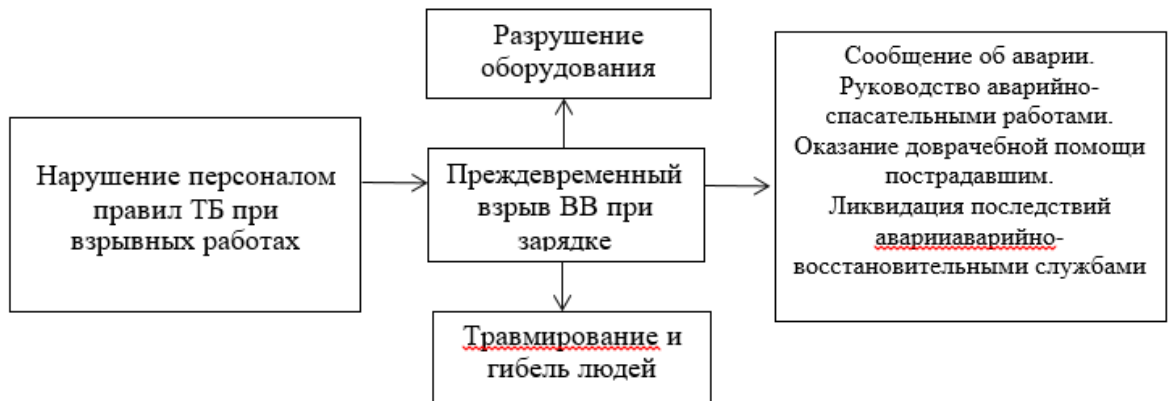 Нарушение персоналом
правил ТБ при
взрывных работах
Разрушение
оборудования
Преждевременный
взрыв ВВ при
зарядке
Травмирование и
гибель людей
Сообщение об аварии.
Руководство аварийно-
спасательными работами.
Оказание доврачебной помощи
пострадавшим.
Ликвидация последствий
аварииаварийно-
восстановительными службами